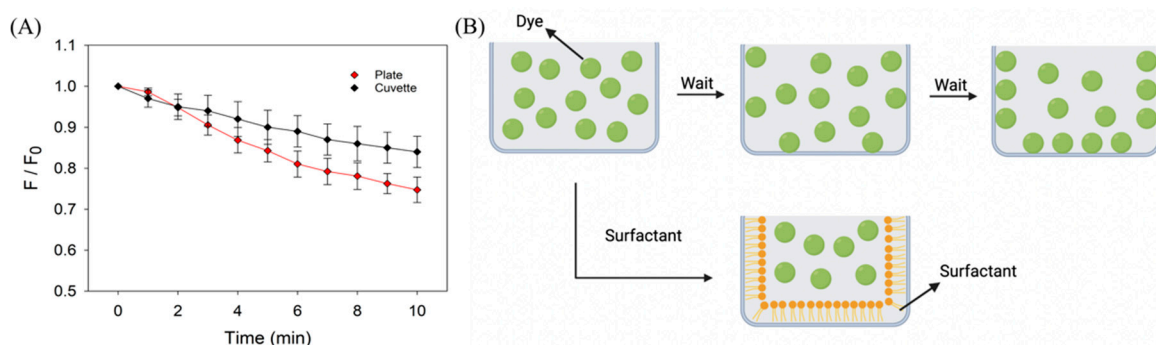 (A)
1.1
1.0
0.9
0.8
0.7
0.6
0.5
F / F0
0 2 4 6 8 10
Time (min)
Plate
Cuvette
(B)
Dye
Wait
Wait
Surfactant
Surfactant